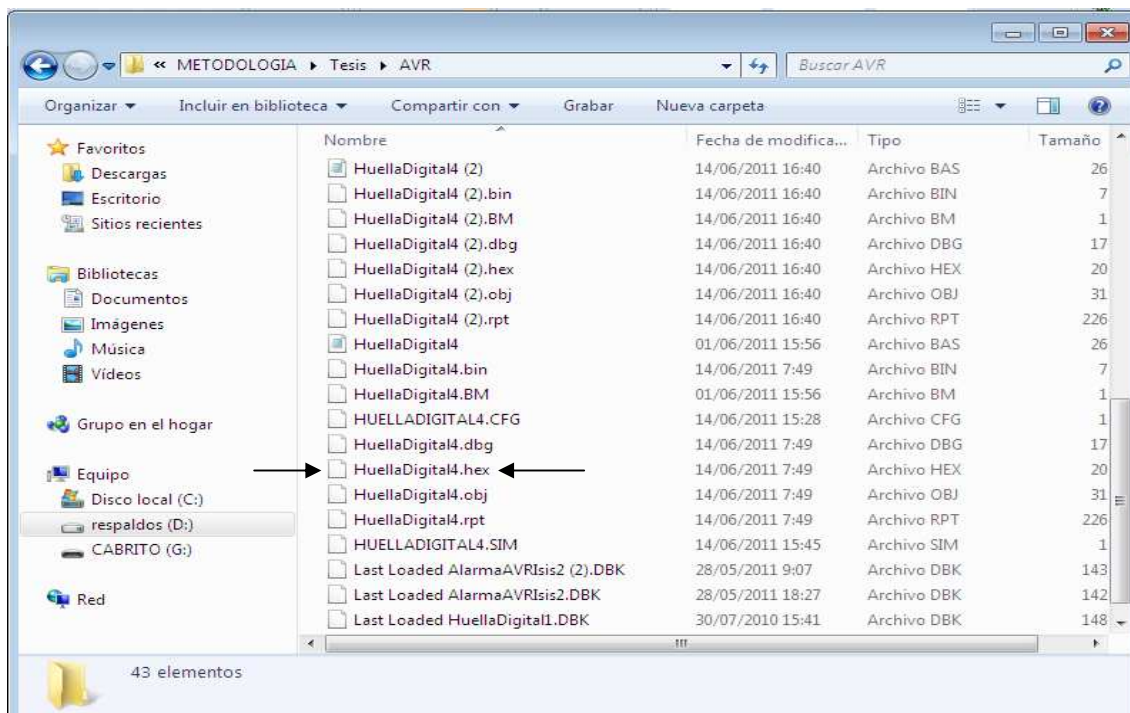 « METODOLOGIA ▸ Tesis ▸ AVR
Buscar AVR
Organizar Incluir en biblioteca Compartir con Grabar Nueva carpeta
Favoritos
Descargas
Escritorio
Sitios recientes
Bibliotecas
Documentos
Imágenes
Música
Vídeos
Grupo en el hogar
Equipo
Disco local (C:)
respaldos (D:)
CABRITO (G:)
Red
Nombre Fecha de modifica... Tipo Tamaño
HuellaDigital4 (2) 14/06/2011 16:40 Archivo BAS 26
HuellaDigital4 (2).bin 14/06/2011 16:40 Archivo BIN 7
HuellaDigital4 (2).BM 14/06/2011 16:40 Archivo BM 1
HuellaDigital4 (2).dbg 14/06/2011 16:40 Archivo DBG 17
HuellaDigital4 (2).hex 14/06/2011 16:40 Archivo HEX 20
HuellaDigital4 (2).obj 14/06/2011 16:40 Archivo OBJ 31
HuellaDigital4 (2).rpt 14/06/2011 16:40 Archivo RPT 226
HuellaDigital4 01/06/2011 15:56 Archivo BAS 26
HuellaDigital4.bin 14/06/2011 7:49 Archivo BIN 7
HuellaDigital4.BM 01/06/2011 15:56 Archivo BM 1
HUELLADIGITAL4.CFG 14/06/2011 15:28 Archivo CFG 1
HuellaDigital4.dbg 14/06/2011 7:49 Archivo DBG 17
HuellaDigital4.hex 14/06/2011 7:49 Archivo HEX 20
HuellaDigital4.obj 14/06/2011 7:49 Archivo OBJ 31
HuellaDigital4.rpt 14/06/2011 7:49 Archivo RPT 226
HUELLADIGITAL4.SIM 14/06/2011 15:45 Archivo SIM 1
Last Loaded AlarmaAVRIsis2 (2).DBK 28/05/2011 9:07 Archivo DBK 143
Last Loaded AlarmaAVRIsis2.DBK 28/05/2011 18:27 Archivo DBK 142
Last Loaded HuellaDigital1.DBK 30/07/2010 15:41 Archivo DBK 148
43 elementos